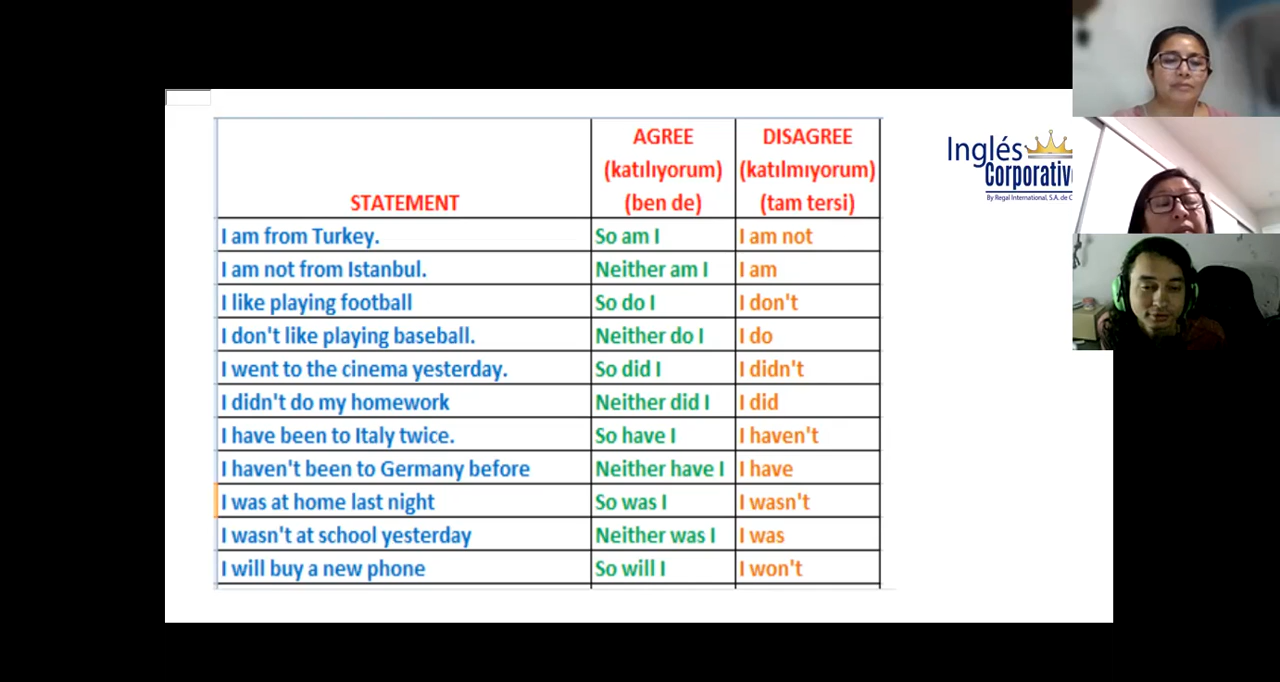 AGREE DISAGREE
(katılıyorum) (katılmıyorum)
STATEMENT (ben de) (tam tersi)
I am from Turkey. So am I I am not
I am not from Istanbul. Neither am I I am
I like playing football So do I I don't
I don't like playing baseball. Neither do I I do
I went to the cinema yesterday. So did I I didn't
I didn't do my homework Neither did I I did
I have been to Italy twice. So have I I haven't
I haven't been to Germany before Neither have I I have
I was at home last night So was I I wasn't
I wasn't at school yesterday Neither was I I was
I will buy a new phone So will I I won't
Inglés
Corporativ
By Regal International, S.A. de C